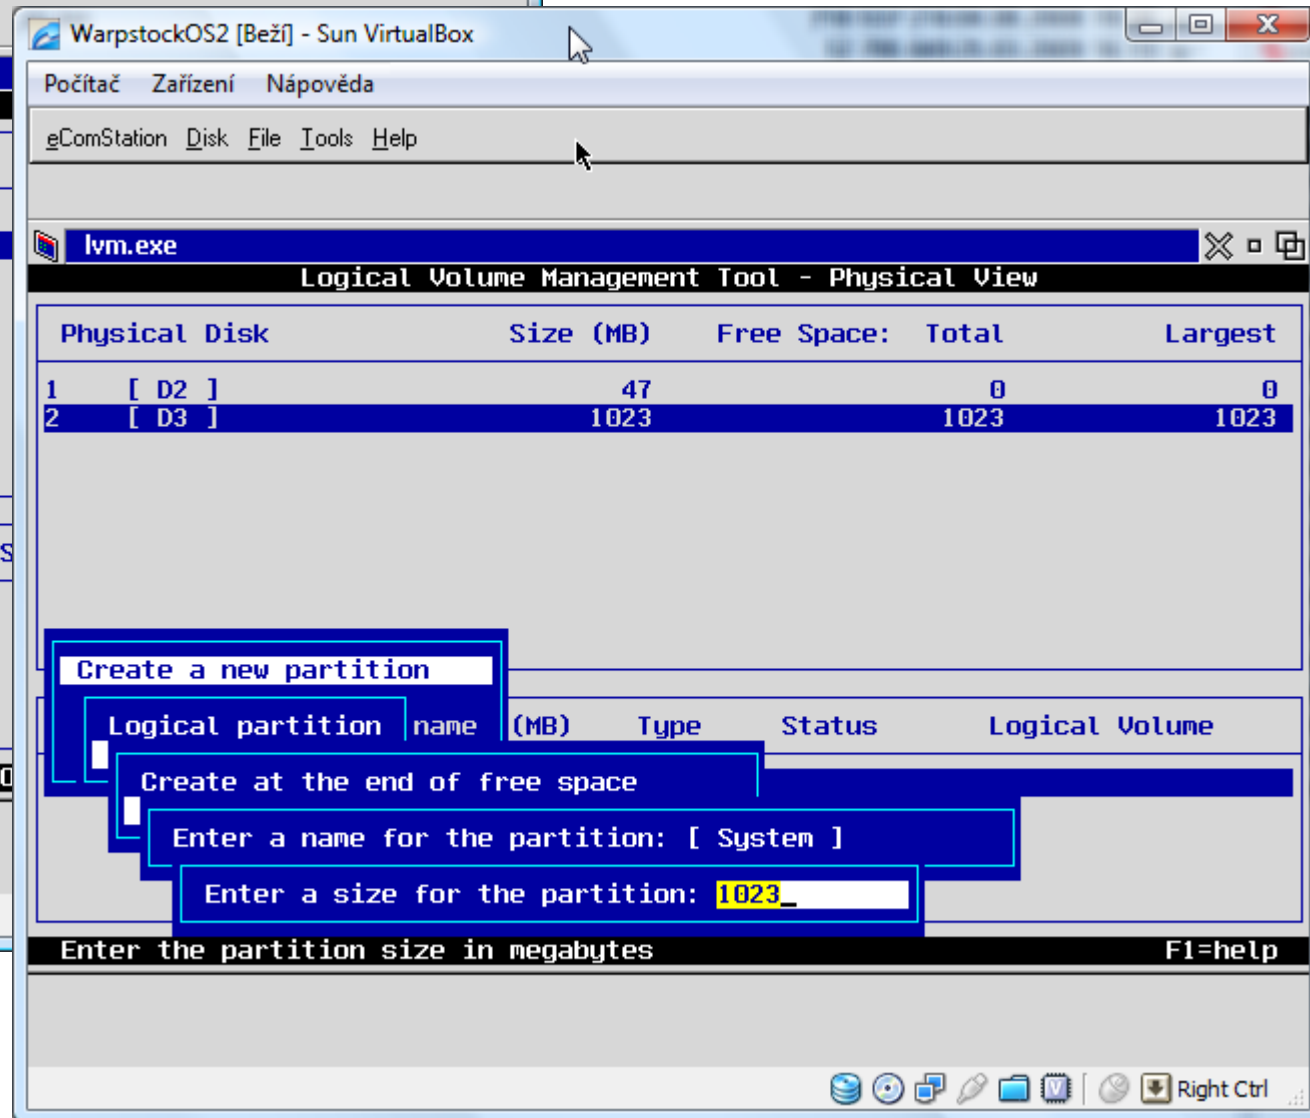 WarpstockOS2 [Beží] - Sun VirtualBox
Počítač Zařízení Nápověda
eComStation Disk File Tools Help
lvm.exe
Logical Volume Management Tool - Physical View
Physical Disk Size (MB) Free Space: Total Largest
1 [ D2 ] 47 0 0
2 [ D3 ] 1023 1023 1023
Create a new partition
Logical partition name (MB) Type Status Logical Volume
Create at the end of free space
Enter a name for the partition: [ System ]
Enter a size for the partition: 1023_
Enter the partition size in megabytes F1=help
Right Ctrl